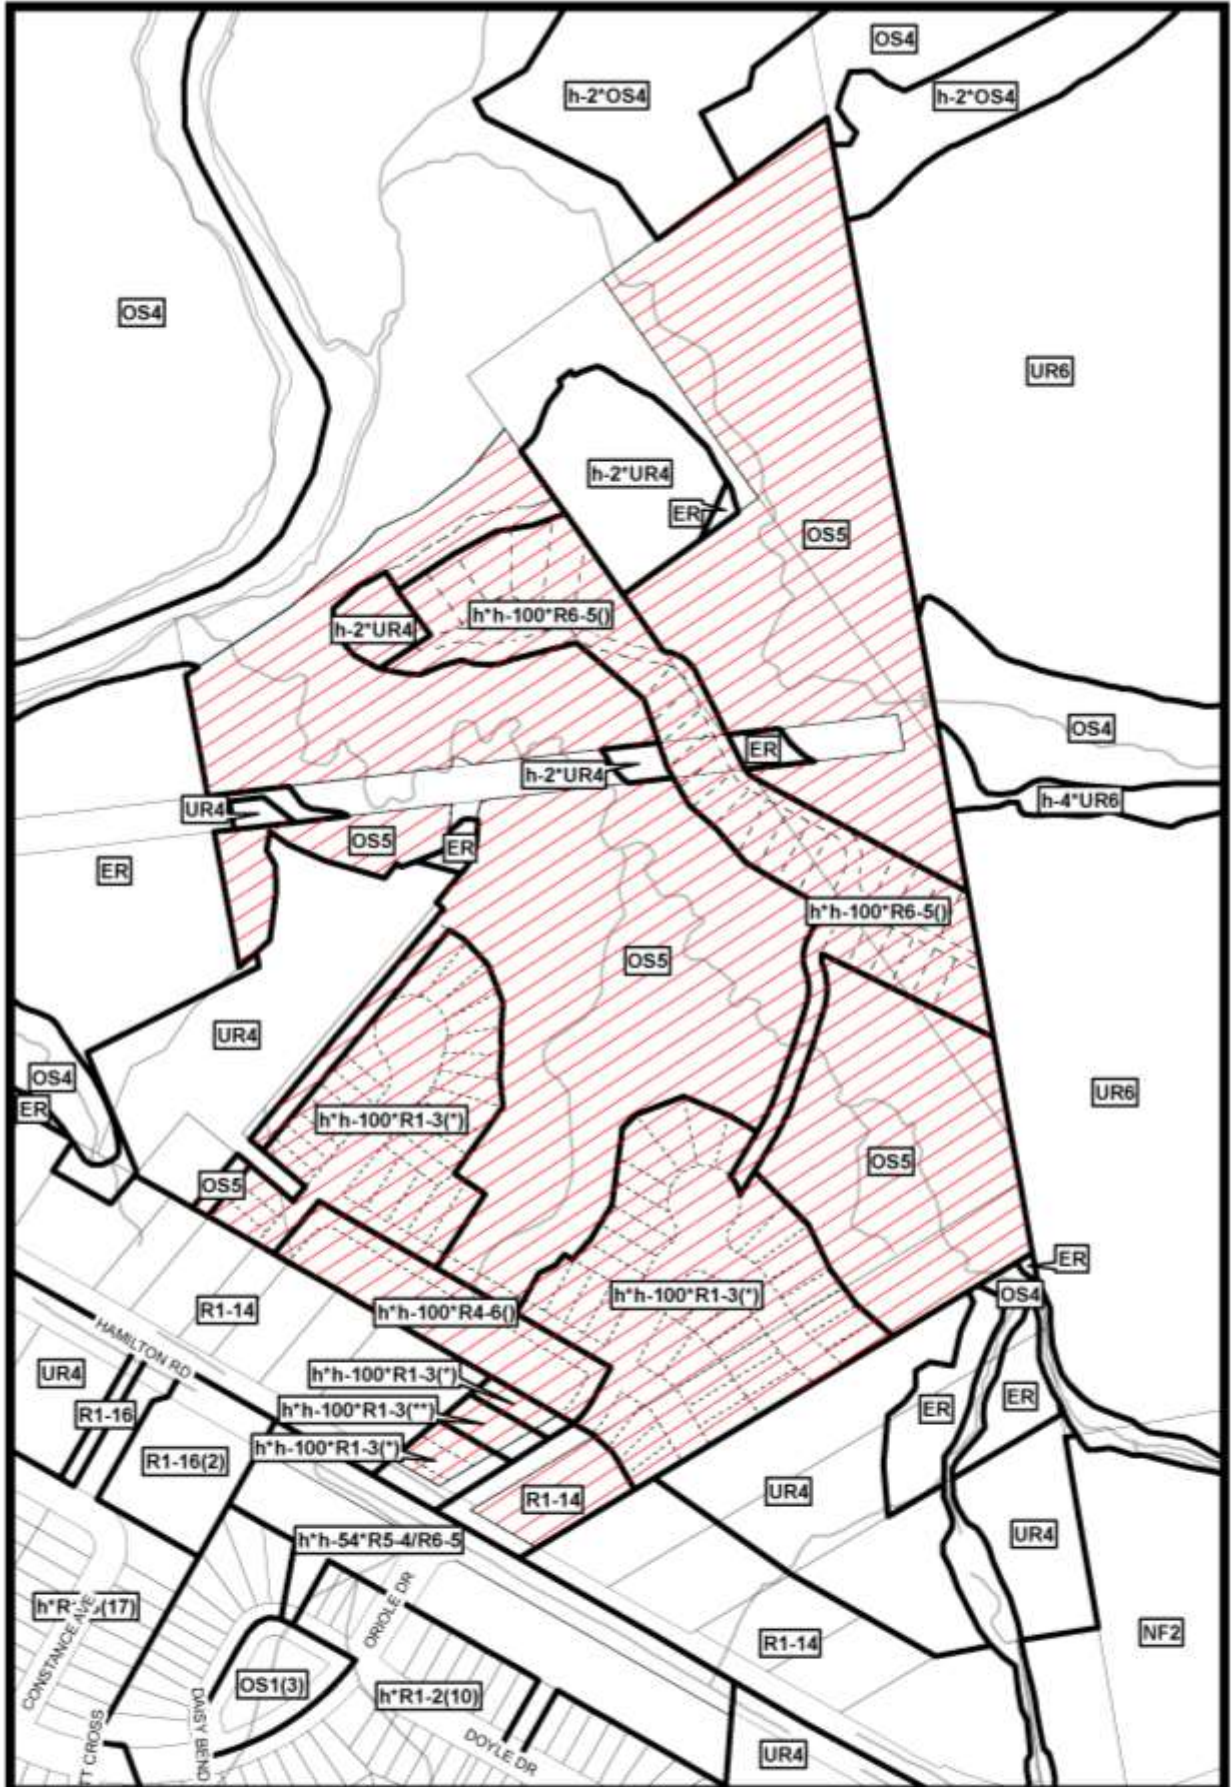 OS4
h-2*OS4
h-2*OS4
OS4
UR6
h-2*UR4
ER
OS5
h*h-100*R6-5()
h-2*UR4
OS4
ER
h-2*UR4
h-4*UR6
UR4
OS5
ER
ER
h*h-100*R6-5()
OS5
UR4
OS4
ER
UR6
h*h-100*R1-3(*)
OS5
OS5
ER
OS4
h*h-100*R1-3(*)
R1-14
h*h-100*R4-6()
HAMILTON RD
UR4
h*h-100*R1-3(*)
ER
ER
R1-16
h*h-100*R1-3(**)
h*h-100*R1-3(*)
R1-16(2)
UR4
R1-14
UR4
h*h-54*R5-4/R6-5
(17)
CONSTANCE AVE
ORIOLE DR
NF2
R1-14
OS1(3)
h*R1-2(10)
DAISY BEND
TT CROSS
DOYLE DR
UR4